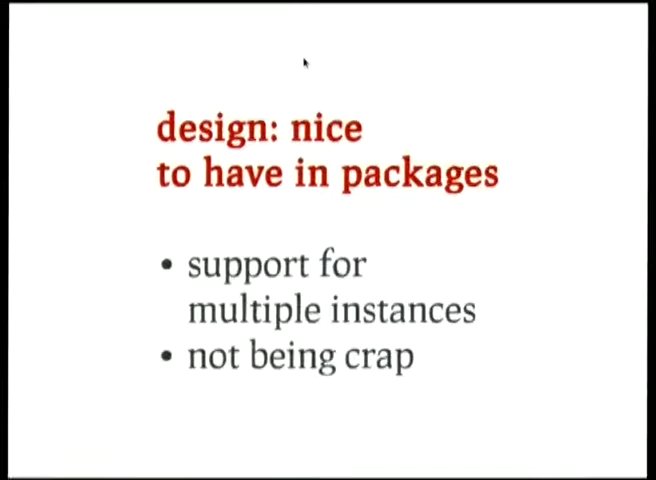 design: nice
to have in packages
• support for
multiple instances
• not being crap